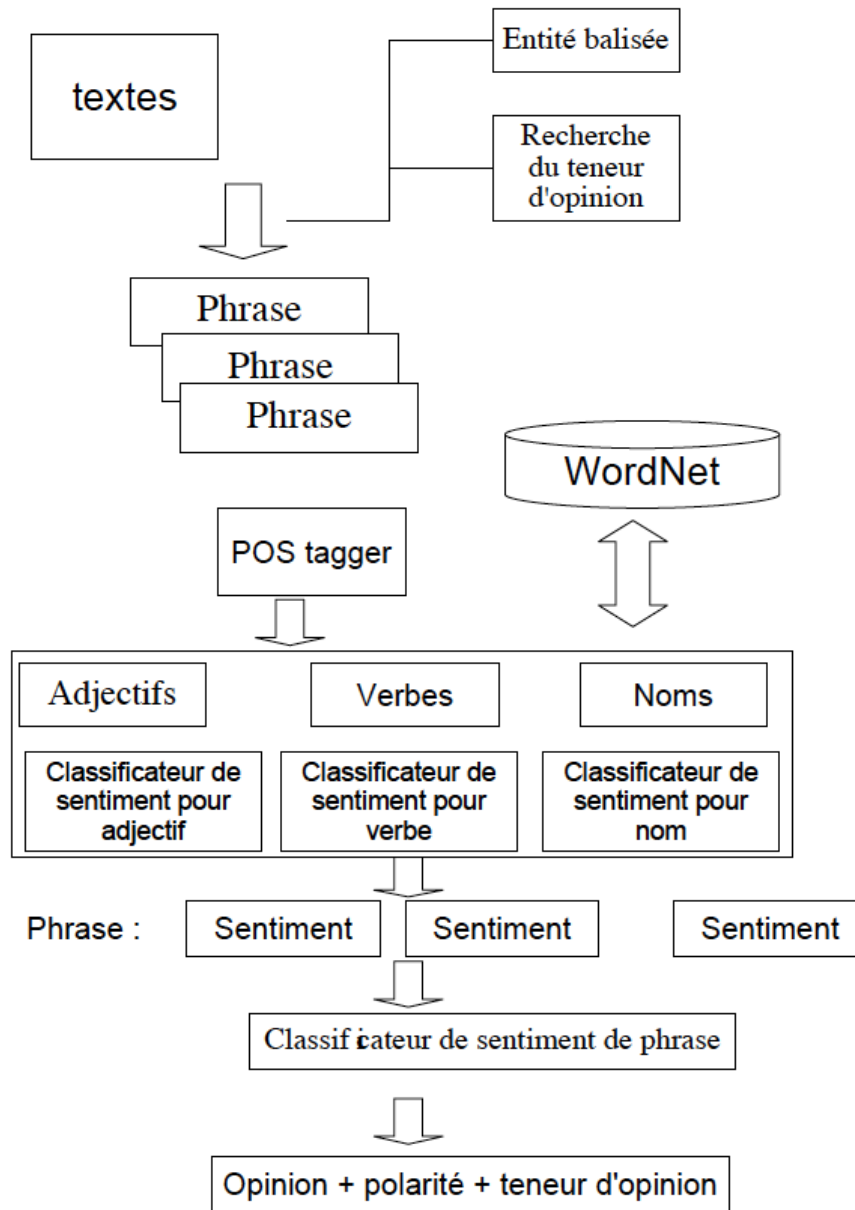 textes
Entité balisée
Recherche
du teneur
d'opinion
Phrase
Phrase
Phrase
WordNet
POS tagger
Adjectifs
Verbes
Noms
Classificateur de
sentiment pour
adjectif
Classificateur de
sentiment pour
verbe
Classificateur de
sentiment pour
nom
Phrase :
Sentiment
Sentiment
Sentiment
Classificateur de sentiment de phrase
Opinion + polarité + teneur d'opinion